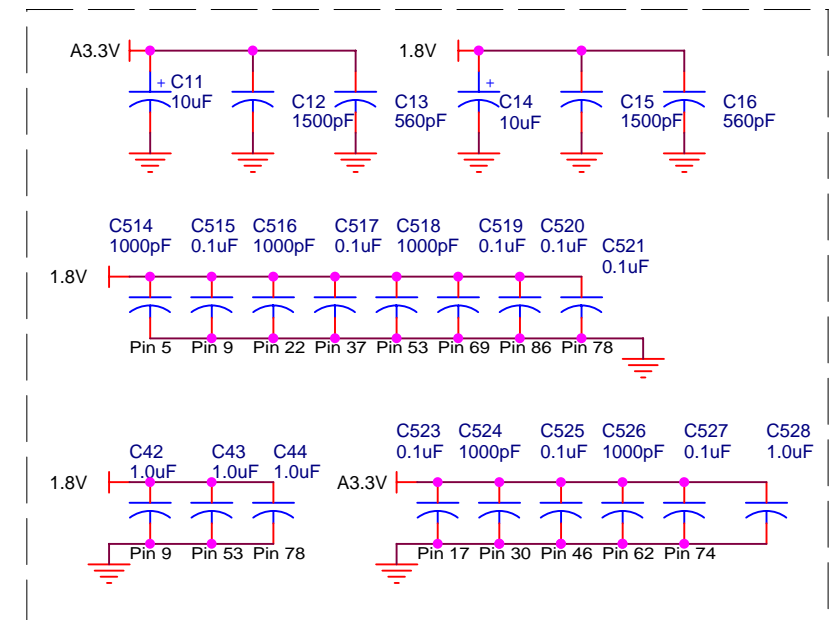 A3.3V
+ C11
10uF
C12
1500pF
C13
560pF
1.8V
+
C14
10uF
C15
1500pF
C16
560pF
C514
1000pF
C515
0.1uF
C516
1000pF
C517
0.1uF
C518
1000pF
C519
0.1uF
C520
0.1uF
C521
0.1uF
1.8V
Pin 5 Pin 9 Pin 22 Pin 37 Pin 53 Pin 69 Pin 86 Pin 78
C42
1.0uF
C43
1.0uF
C44
1.0uF
1.8V
Pin 9 Pin 53 Pin 78
C523
0.1uF
C524
1000pF
C525
0.1uF
C526
1000pF
C527
0.1uF
C528
1.0uF
A3.3V
Pin 17 Pin 30 Pin 46 Pin 62 Pin 74